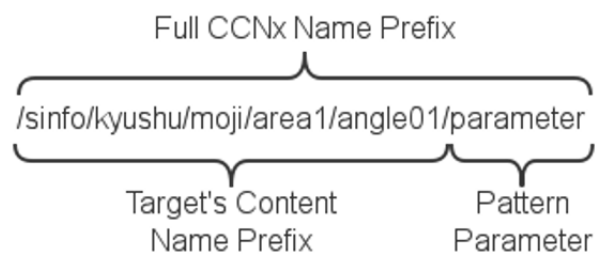 Full CCNx Name Prefix
/sinfo/kyushu/moji/area1/angle01/parameter
Target's Content
Name Prefix
Pattern
Parameter